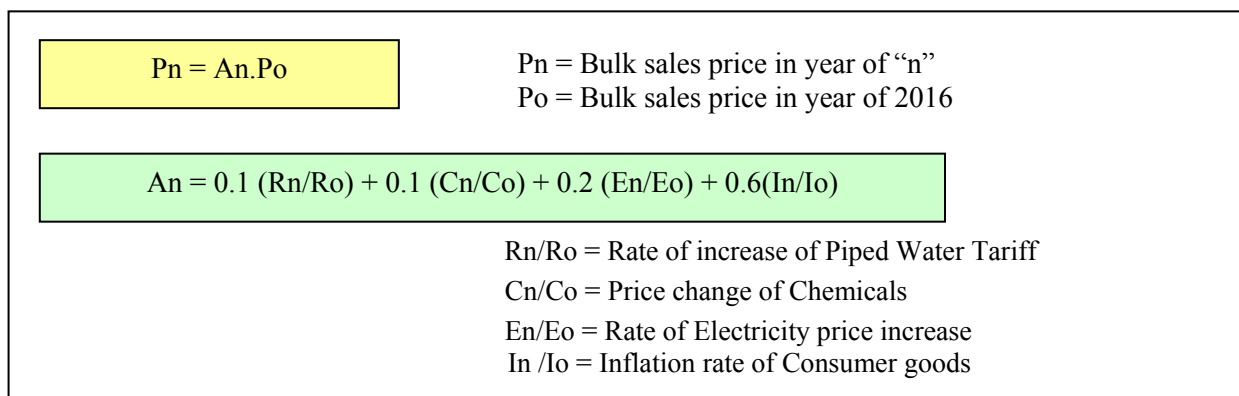 Pn = An.Po
Pn = Bulk sales price in year of “n”
Po = Bulk sales price in year of 2016
An = 0.1 (Rn/Ro) + 0.1 (Cn/Co) + 0.2 (En/Eo) + 0.6(In/Io)
Rn/Ro = Rate of increase of Piped Water Tariff
Cn/Co = Price change of Chemicals
En/Eo = Rate of Electricity price increase
In /Io = Inflation rate of Consumer goods